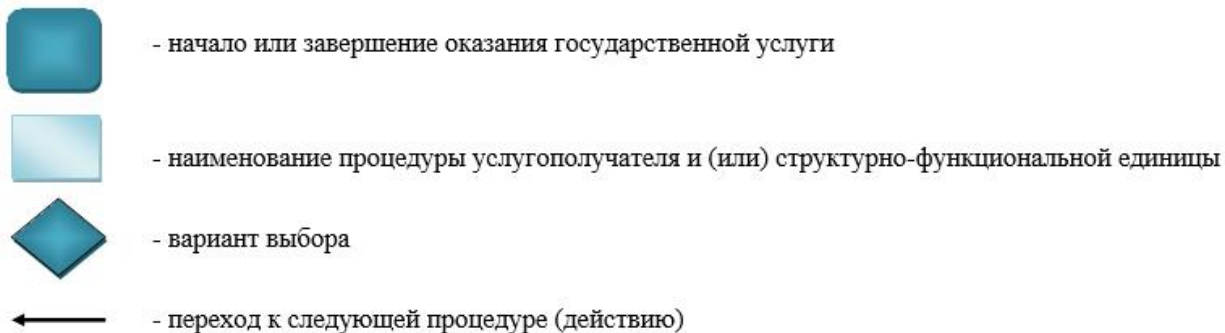 - начало или завершение оказания государственной услуги
- наименование процедуры услугополучателя и (или) структурно-функциональной единицы
- вариант выбора
- переход к следующей процедуре (действию)